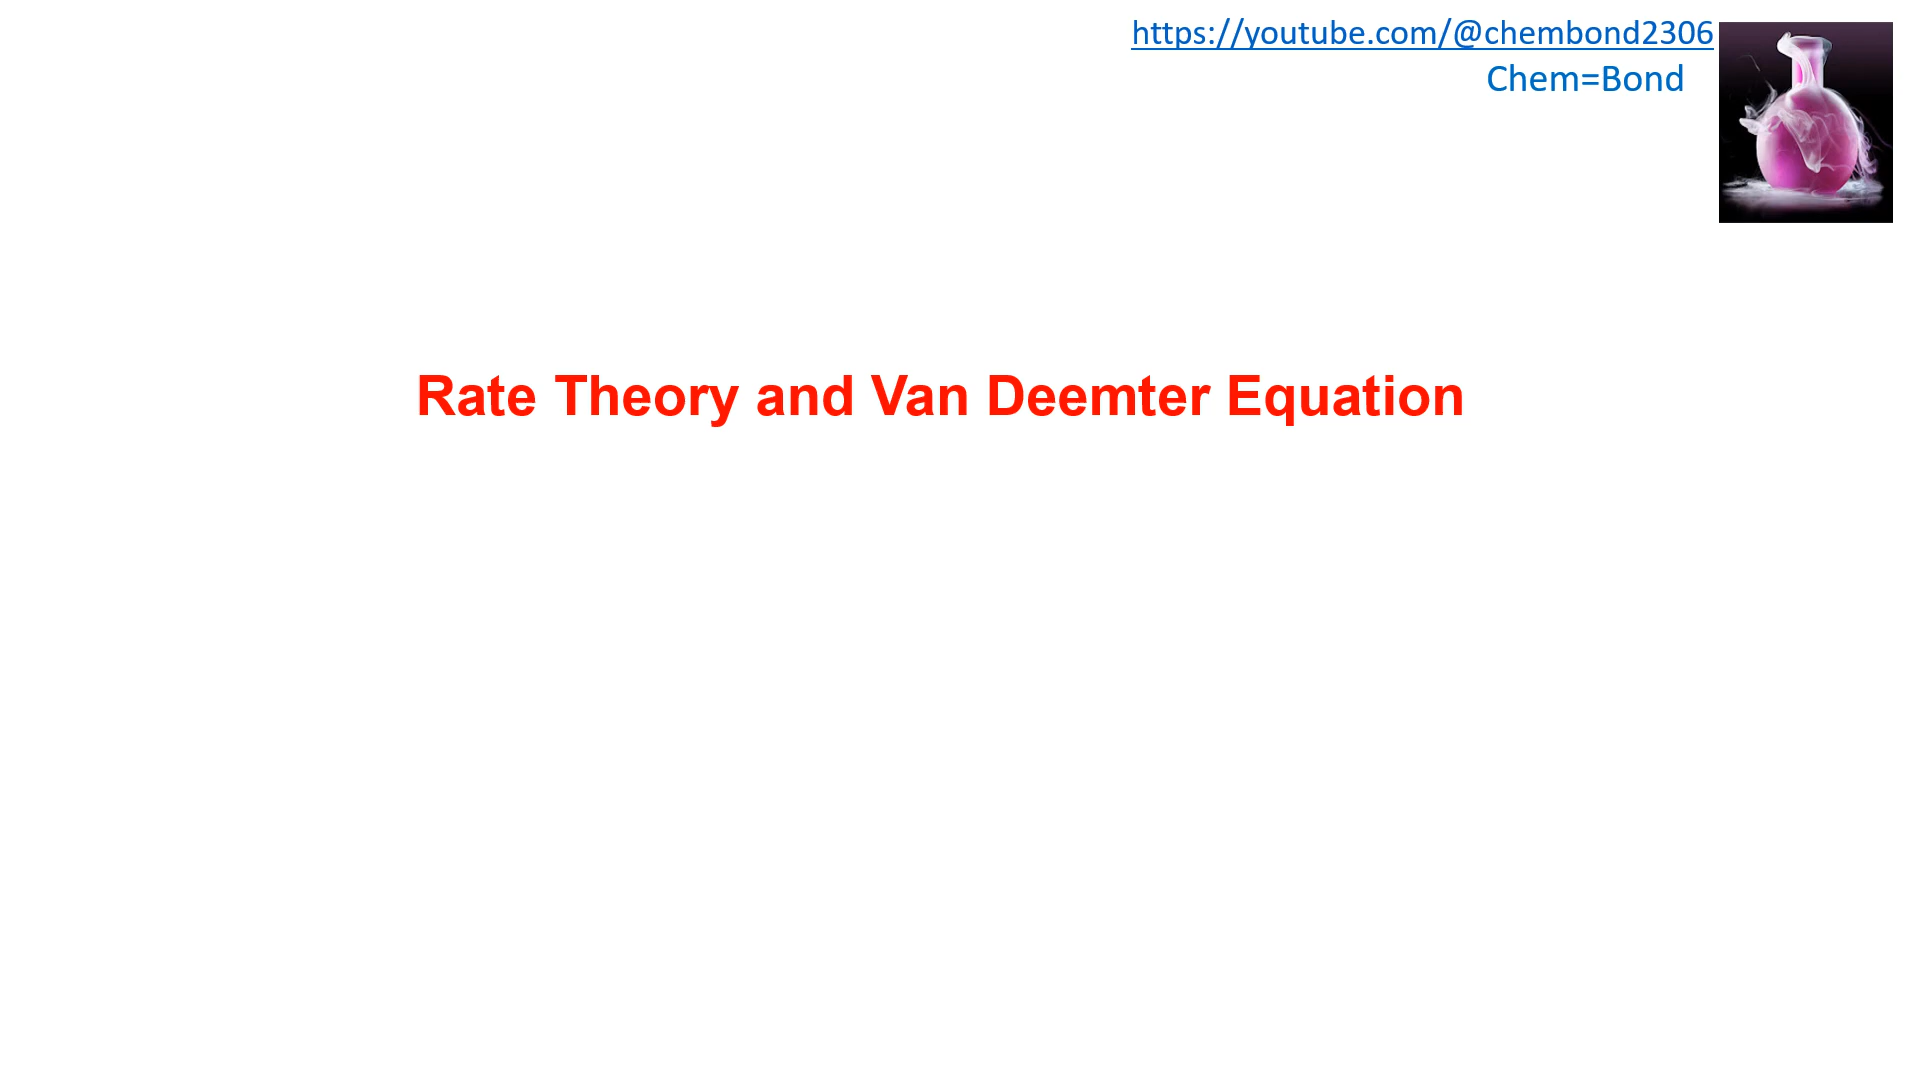 https://youtube.com/@chembond2306
Chem=Bond
Rate Theory and Van Deemter Equation